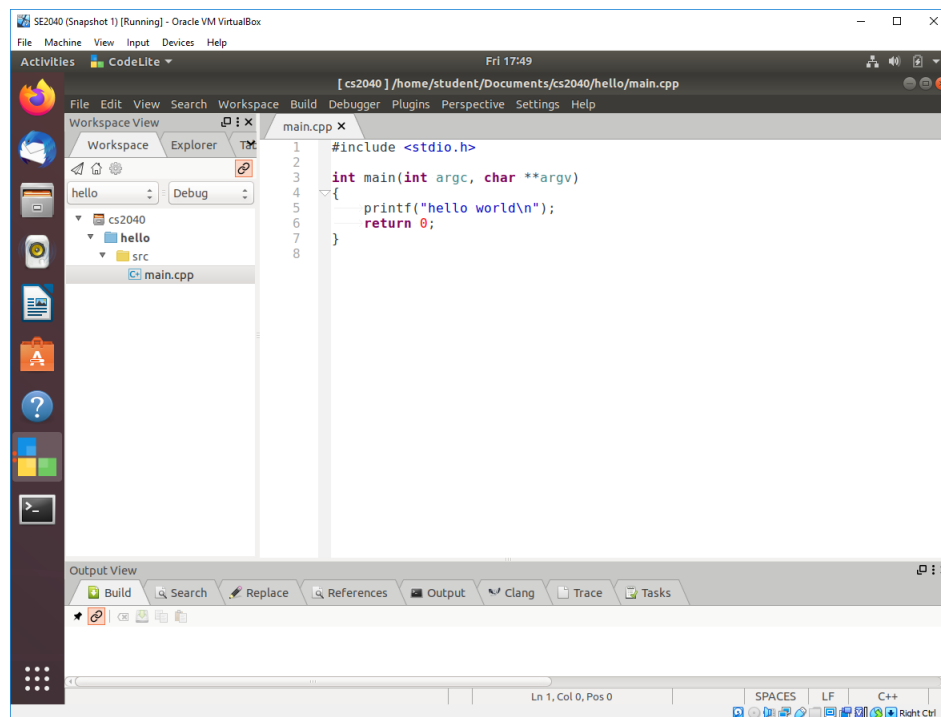 SE2040 (Snapshot 1) [Running] - Oracle VM VirtualBox
File Machine View Input Devices Help
Activities CodeLite Fri 17:49
[ cs2040 ] /home/student/Documents/cs2040/hello/main.cpp
File Edit View Search Workspace Build Debugger Plugins Perspective Settings Help
Workspace View
Workspace Explorer
hello Debug
cs2040
hello
src
main.cpp
main.cpp
1 #include <stdio.h>
2
3 int main(int argc, char **argv)
4 {
5 printf("hello world\n");
6 return 0;
7 }
8
Output View
Build Search Replace References Output Clang Trace Tasks
Ln 1, Col 0, Pos 0 SPACES LF C++
Right Ctrl